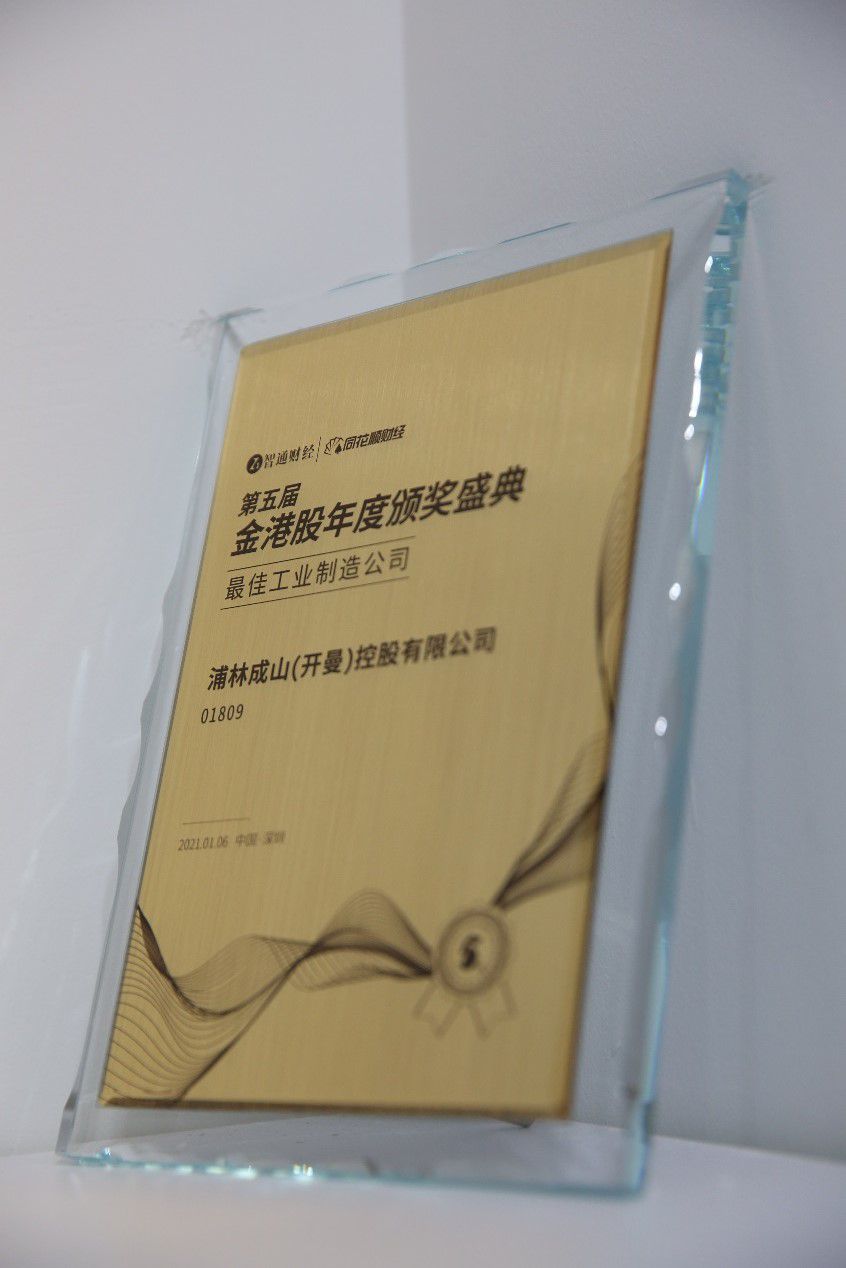 智通财经 | 同花顺财经
第五届
金港股年度颁奖盛典
最佳工业制造公司
浦林成山(开曼)控股有限公司
01809
2021.01.06 中国·深圳